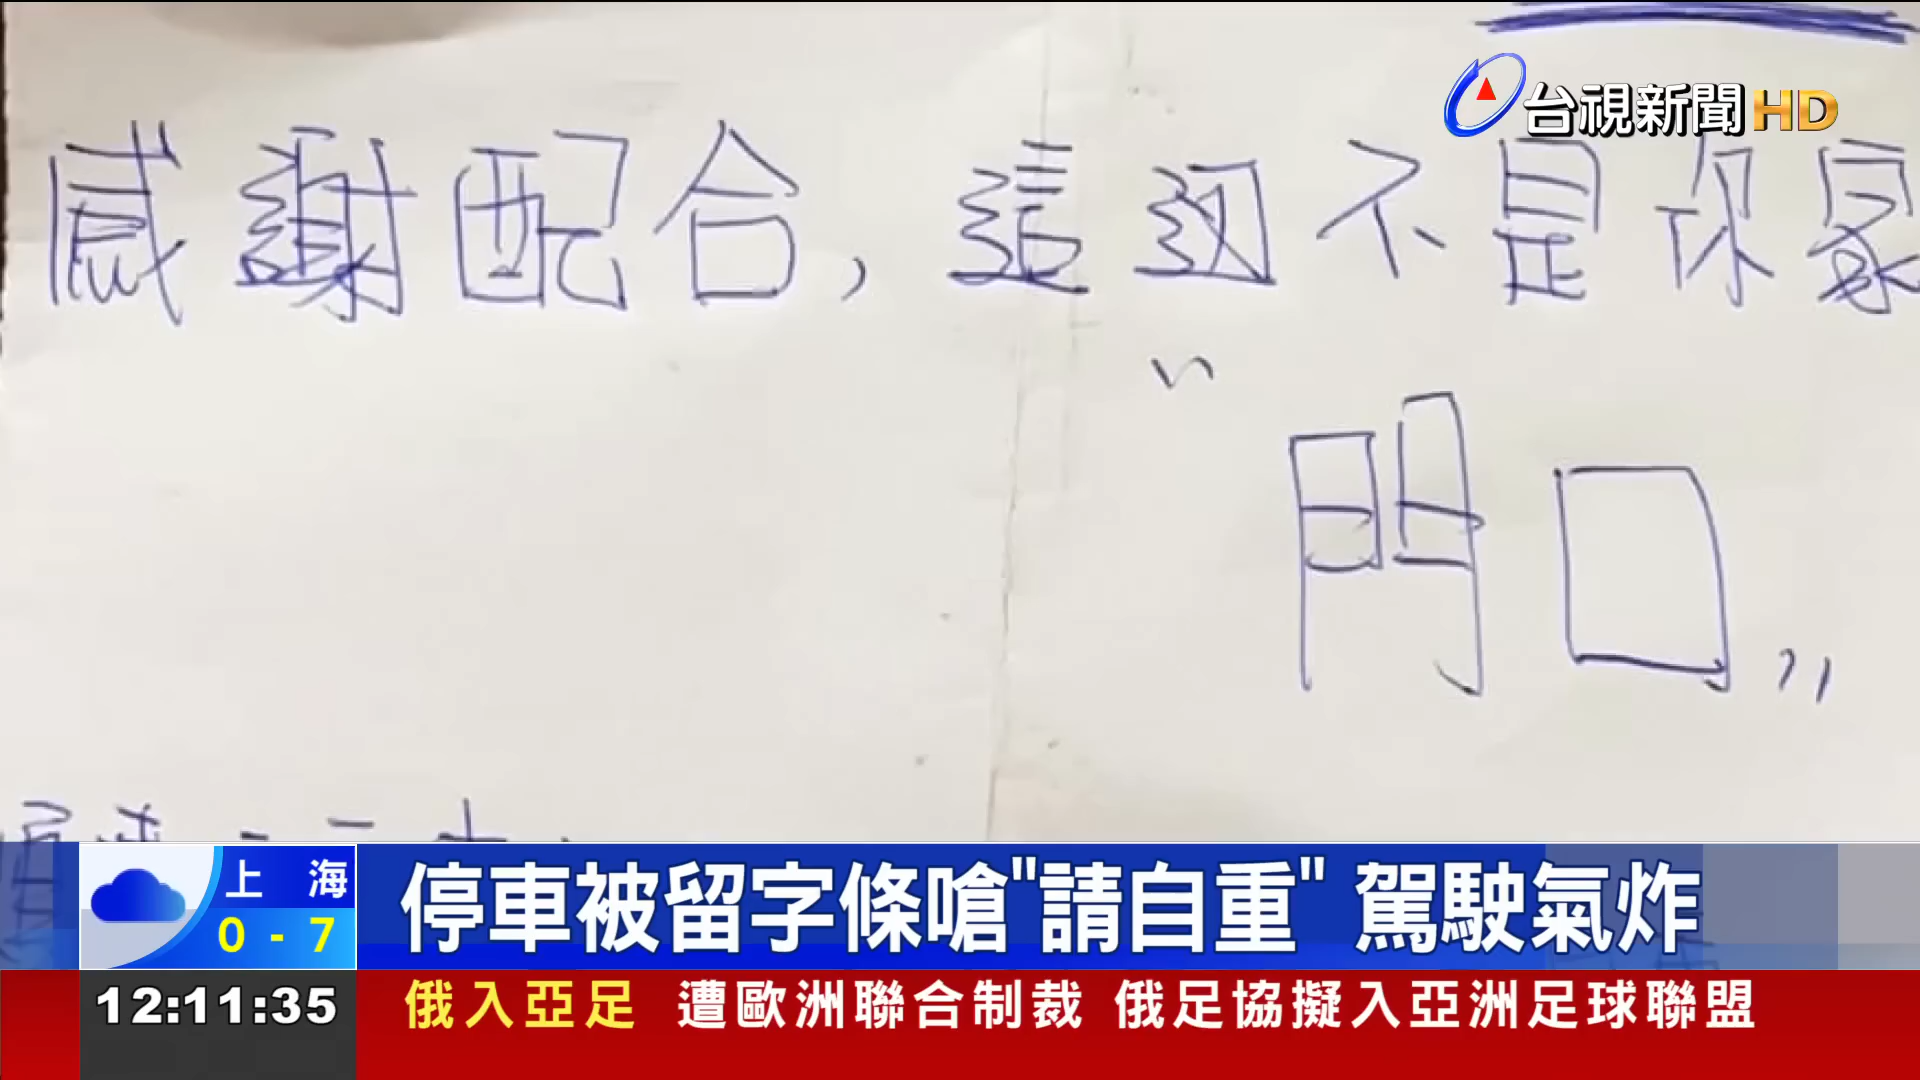 台視新聞HD
感謝配合,這迴不是你家
"門口"
上海
0-7
停車被留字條嗆"請自重" 駕駛氣炸
12:11:35
俄入亞足 遭歐洲聯合制裁 俄足協擬入亞洲足球聯盟